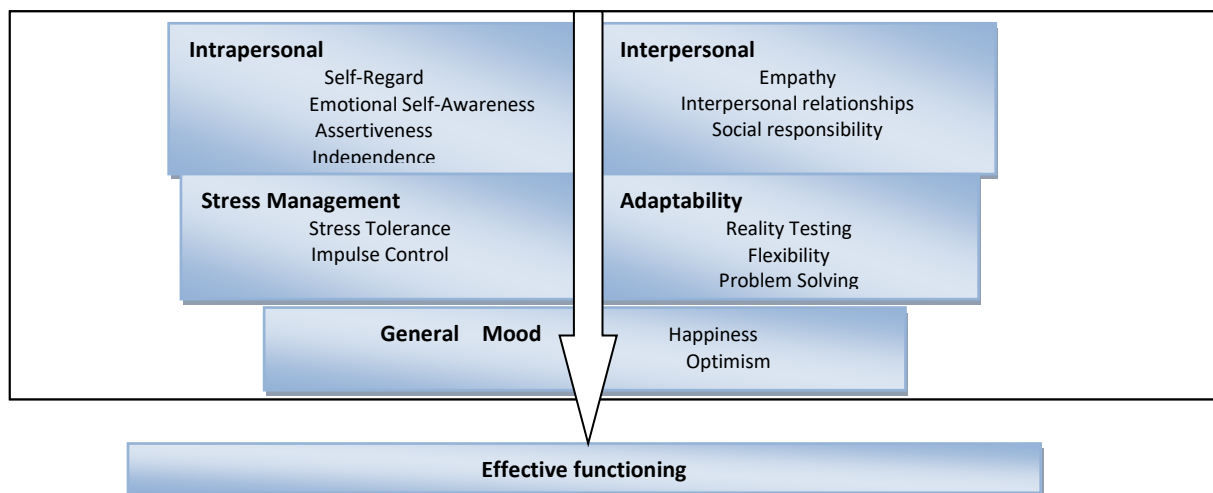 Intrapersonal
Self-Regard
Emotional Self-Awareness
Assertiveness
Independence
Interpersonal
Empathy
Interpersonal relationships
Social responsibility
Stress Management
Stress Tolerance
Impulse Control
Adaptability
Reality Testing
Flexibility
Problem Solving
General Mood
Happiness
Optimism
Effective functioning